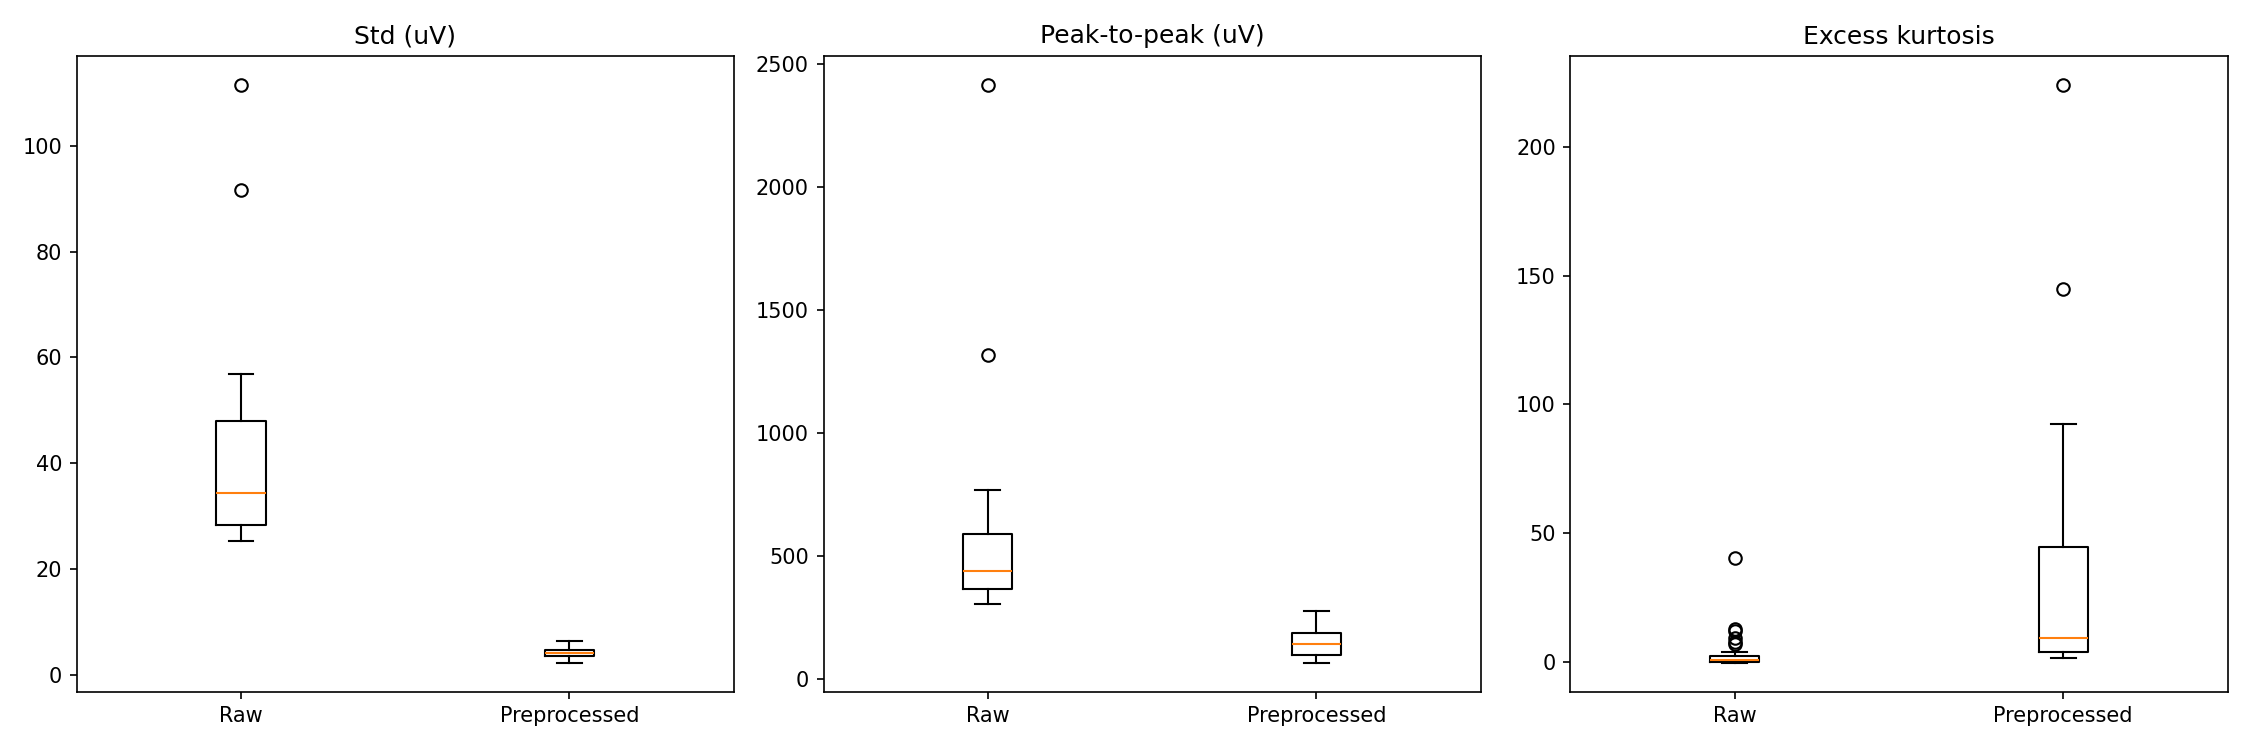 Std (uV)
100
80
60
40
20
0
Raw
Preprocessed
Peak-to-peak (uV)
2500
2000
1500
1000
500
0
Raw
Preprocessed
Excess kurtosis
200
150
100
50
0
Raw
Preprocessed